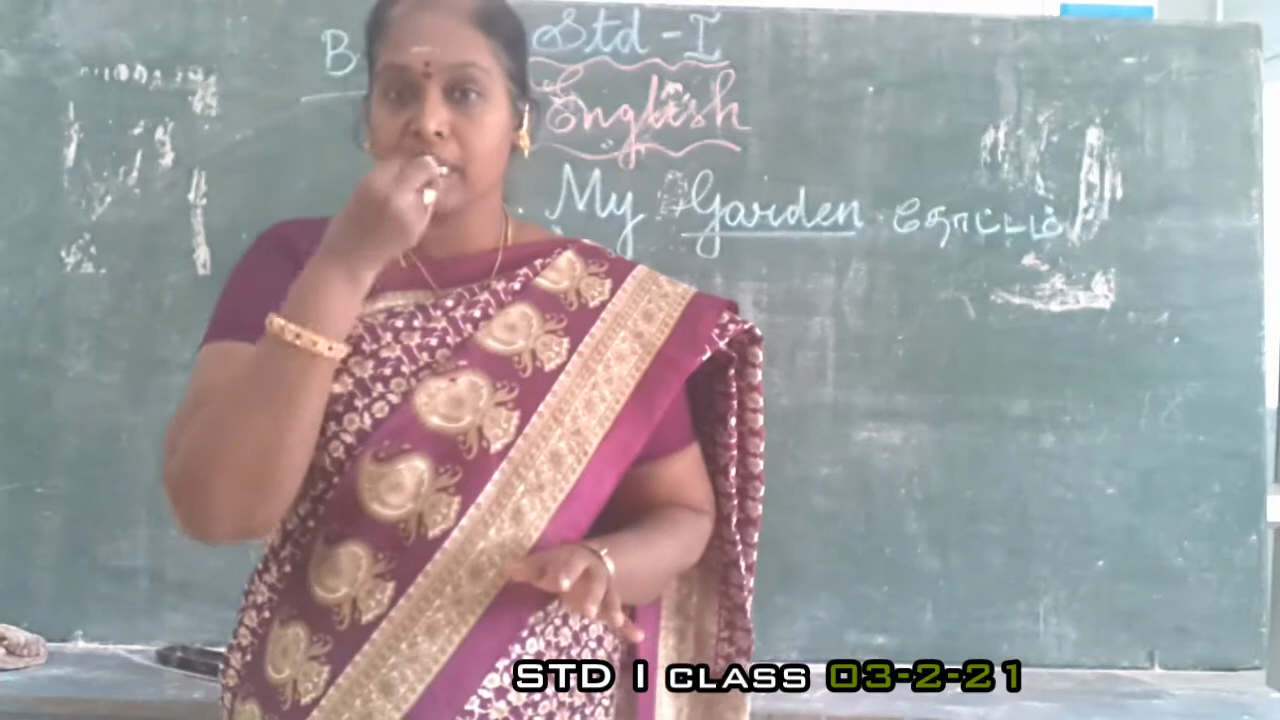 B
Std - I
English
My Garden தோட்டம்
STD I CLASS 03-2-21